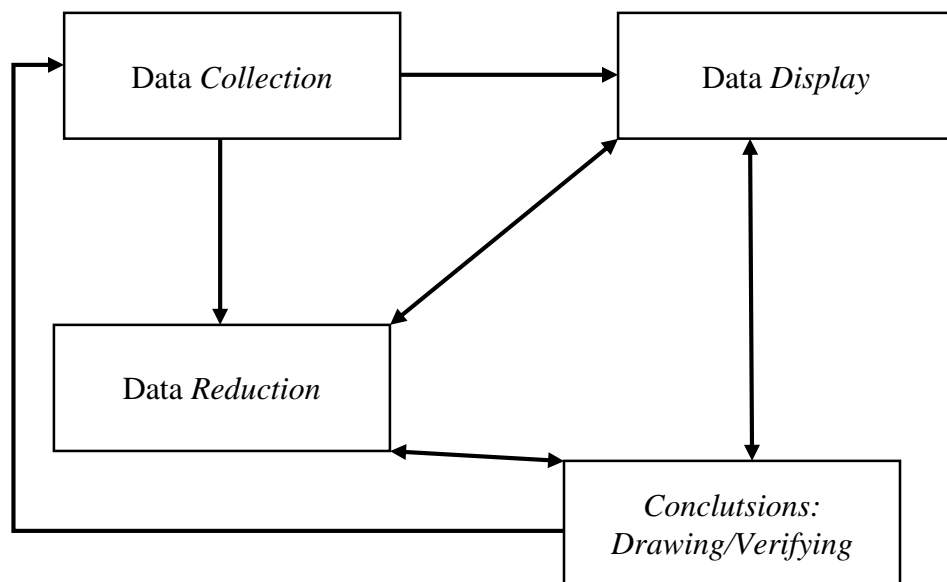 Data Collection
Data Display
Data Reduction
Conclutsions:
Drawing/Verifying